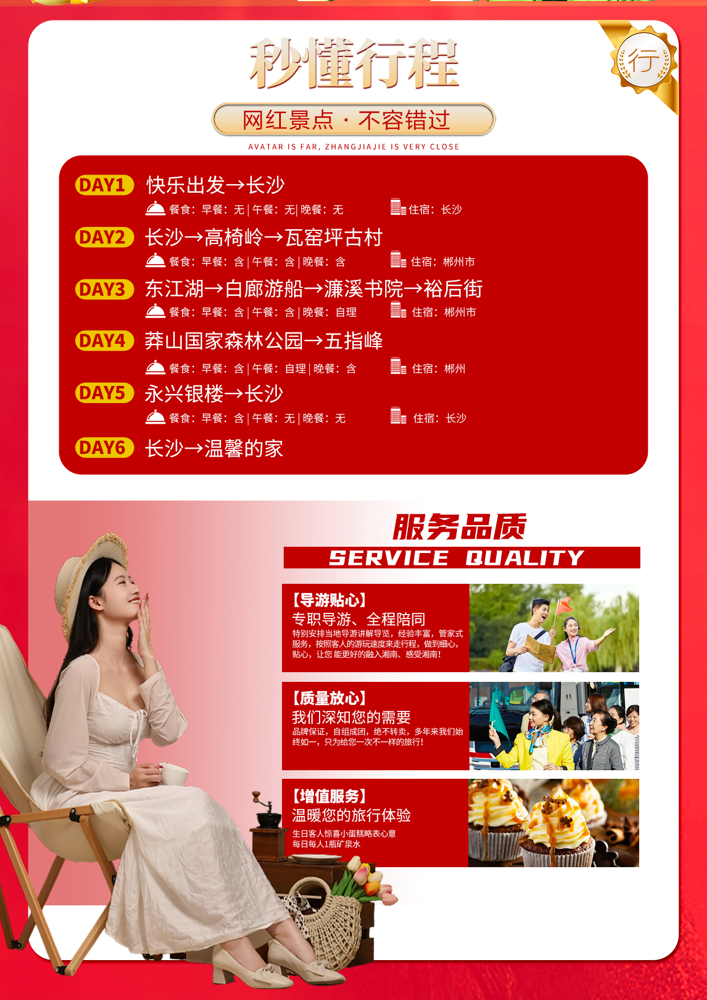 秒懂行程
行
网红景点·不容错过
AVATAR IS FAR, ZHANGJIAJIE IS VERY CLOSE
DAY1 快乐出发→长沙
餐食：早餐：无|午餐：无|晚餐：无 住宿：长沙
DAY2 长沙→高椅岭→瓦窑坪古村
餐食：早餐：含|午餐：含|晚餐：含 住宿：郴州市
DAY3 东江湖→白廊游船→濂溪书院→裕后街
餐食：早餐：含|午餐：含|晚餐：自理 住宿：郴州市
DAY4 莽山国家森林公园→五指峰
餐食：早餐：含|午餐：自理|晚餐：含 住宿：郴州
DAY5 永兴银楼→长沙
餐食：早餐：含|午餐：无|晚餐：无 住宿：长沙
DAY6 长沙→温馨的家
服务品质
SERVICE QUALITY
【导游贴心】
专职导游、全程陪同
特别安排当地导游讲解导览，经验丰富，管家式
服务，按照客人的游玩速度来走行程，做到细心，
贴心，让您 能更好的融入湘南、感受湘南！
【质量放心】
我们深知您的需要
品牌保证，自组成团，绝不转卖，多年来我们始
终如一，只为给您一次不一样的旅行！
【增值服务】
温暖您的旅行体验
生日客人惊喜小蛋糕略表心意
每日每人1瓶矿泉水